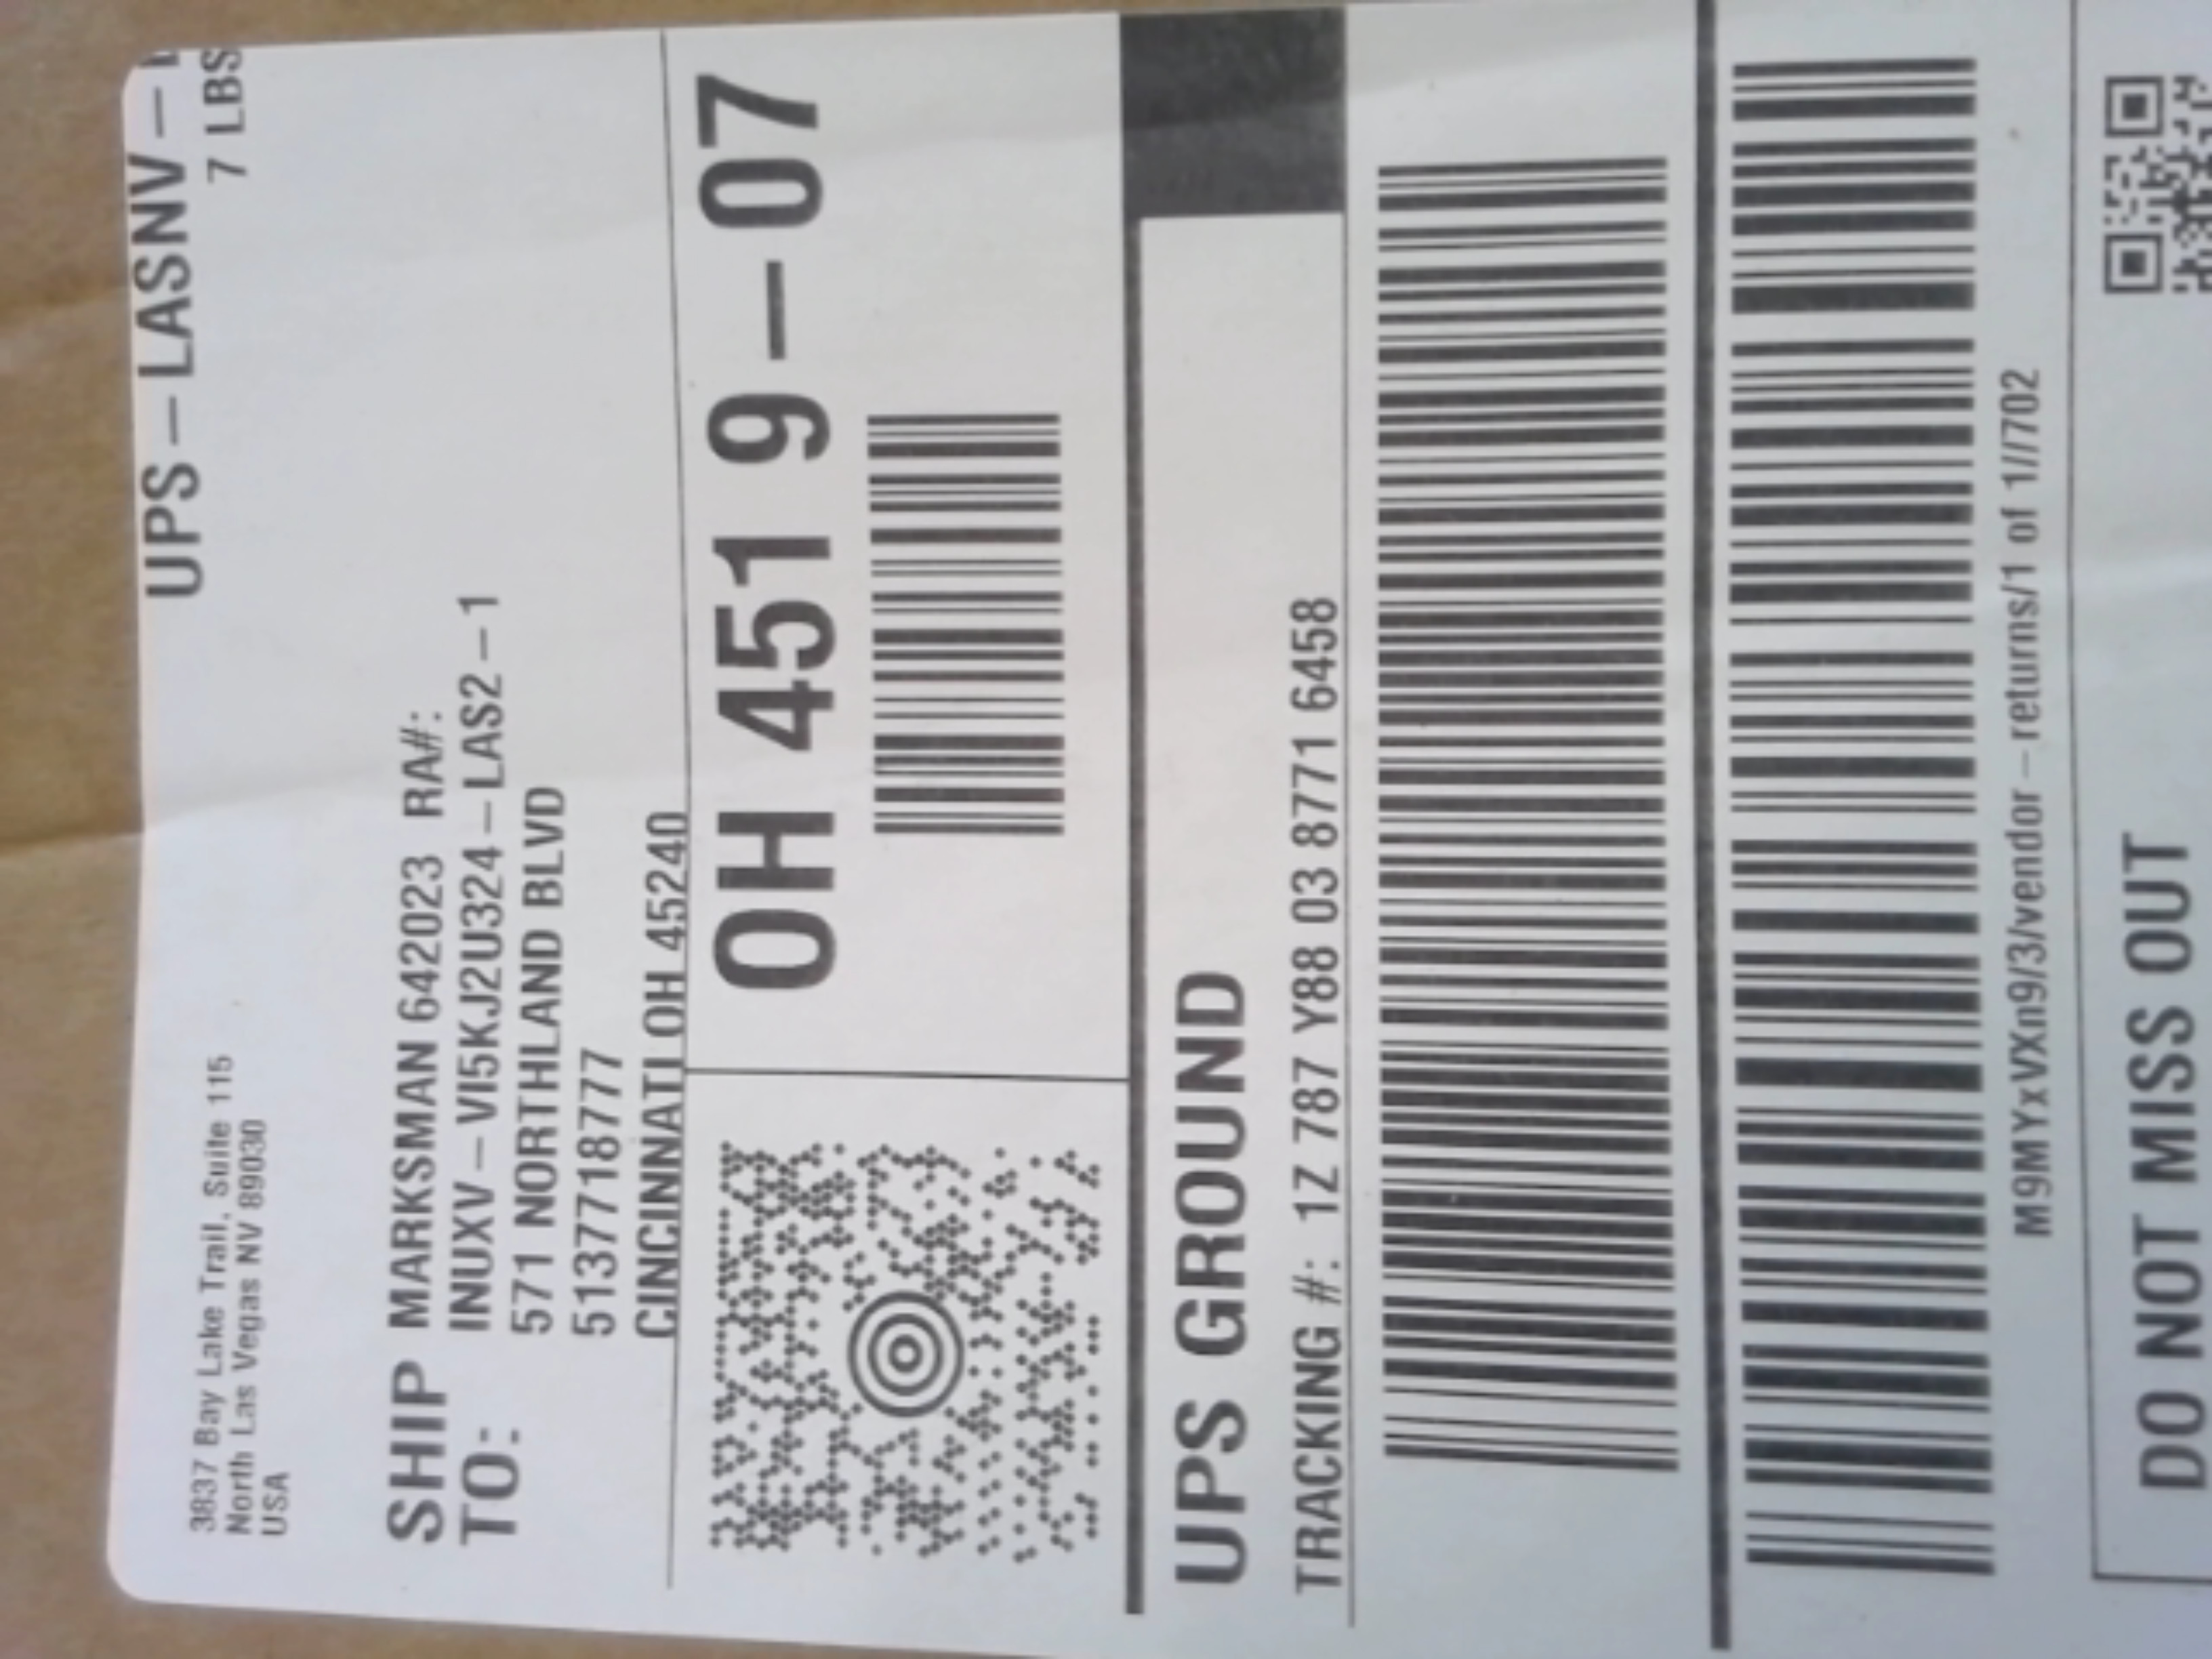 UPS-LASNV-
7 LBS
3837 Bay Lake Trail, Suite 115
North Las Vegas NV 89030
USA
SHIP TO:
MARKSMAN 642023 RA#:
INUXV-VI5KJ2U324-LAS2-1
571 NORTHLAND BLVD
5137718777
CINCINNATI OH 45240
OH 451 9-07
UPS GROUND
TRACKING #: 1Z 787 Y88 03 8771 6458
M9MYxVXn9/3/vendor-returns/1 of 1//702
DO NOT MISS OUT